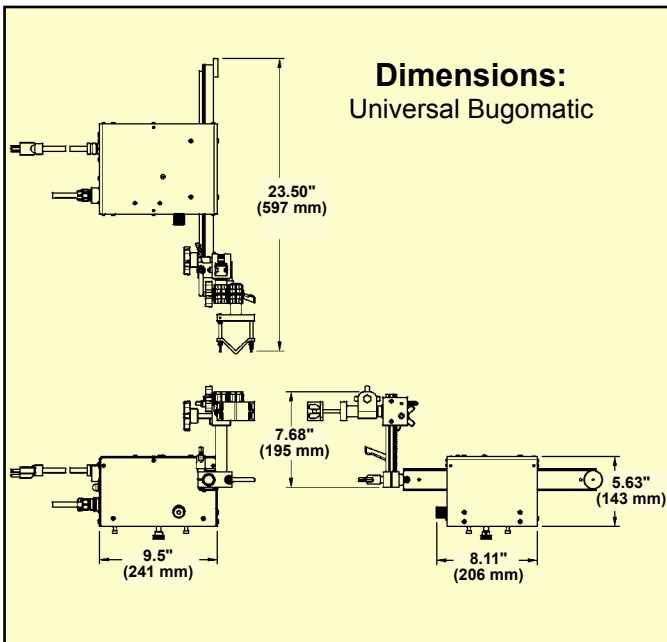 Dimensions:
Universal Bugomatic
23.50"
(597 mm)
7.68"
(195 mm)
5.63"
(143 mm)
9.5"
(241 mm)
8.11"
(206 mm)